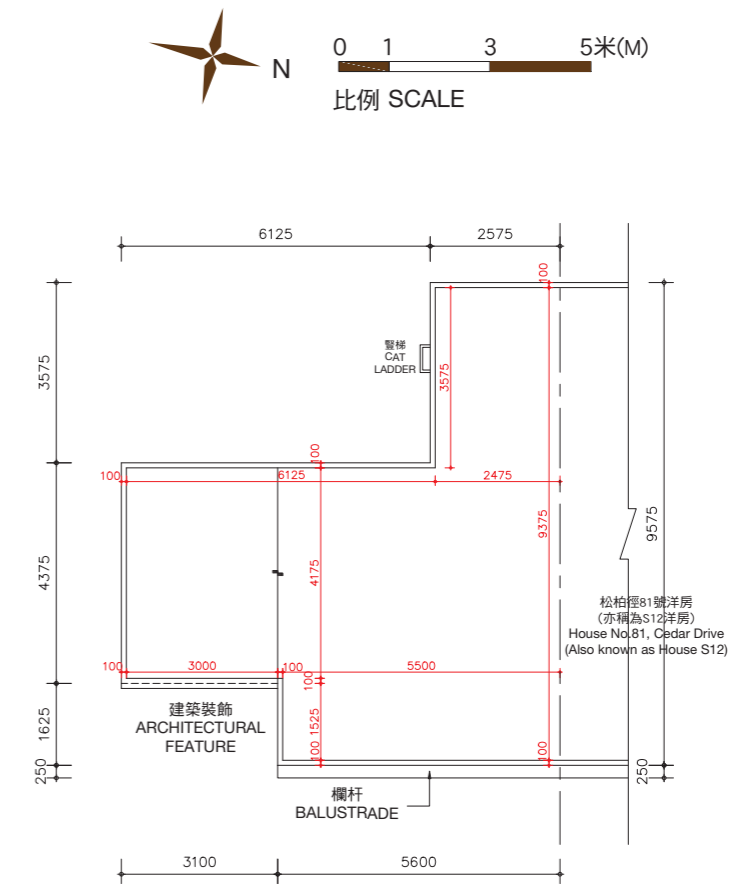 N
0 1 3 5米(M)
比例 SCALE
6125 2575
100
3575
豎梯
CAT
LADDER
3575
100
100 6125 2475
9375
9575
4375
4175
松柏徑81號洋房
(亦稱為S12洋房)
House No.81, Cedar Drive
(Also known as House S12)
100 3000 100 5500
100
建築裝飾
ARCHITECTURAL
FEATURE
1625
1525
100
100
250
250
欄杆
BALUSTRADE
3100 5600